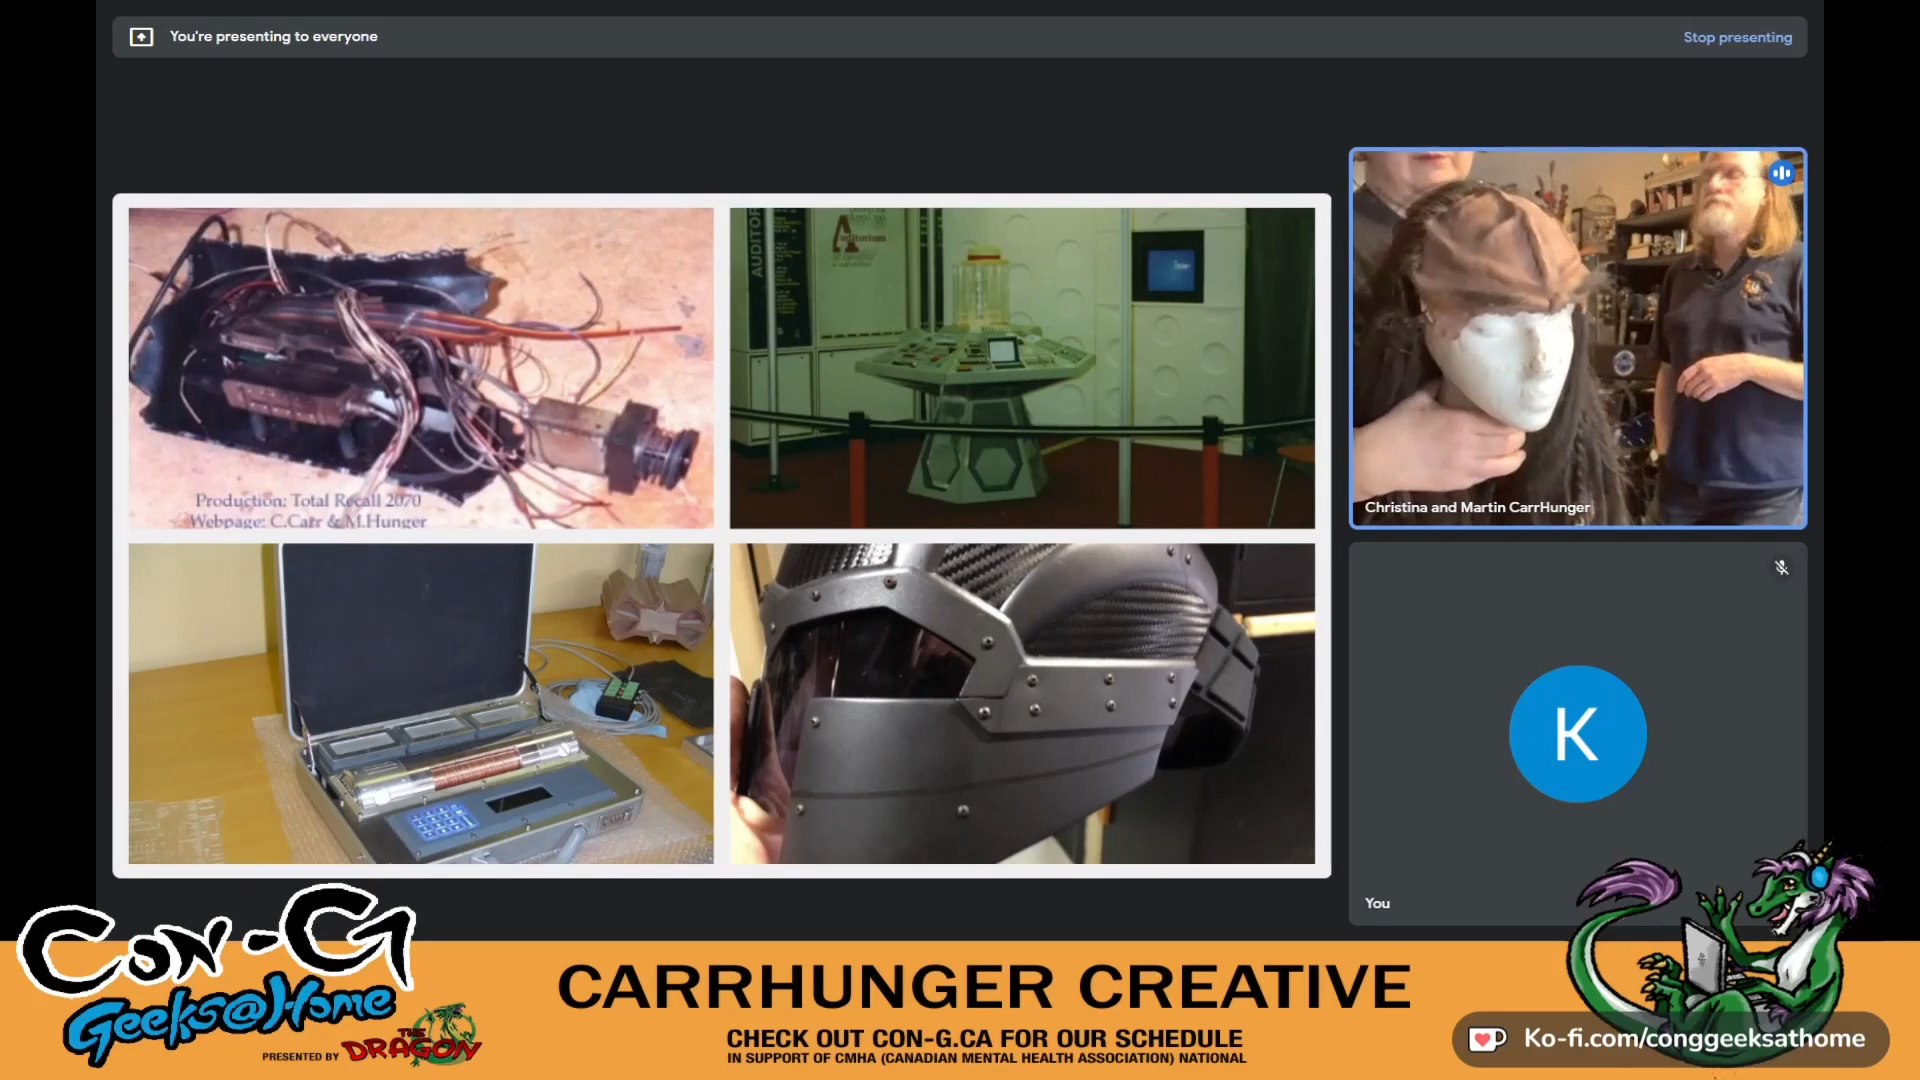 You're presenting to everyone
Stop presenting
AUDITOR
Auditorium
Production: Total Recall 2070
Webpage: C.Carr & M.Hunger
Christina and Martin CarrHunger
K
You
CON-G
Geeks@Home
PRESENTED BY THE DRAGON
CARRHUNGER CREATIVE
CHECK OUT CON-G.CA FOR OUR SCHEDULE
IN SUPPORT OF CMHA (CANADIAN MENTAL HEALTH ASSOCIATION) NATIONAL
Ko-fi.com/conggeeksathome